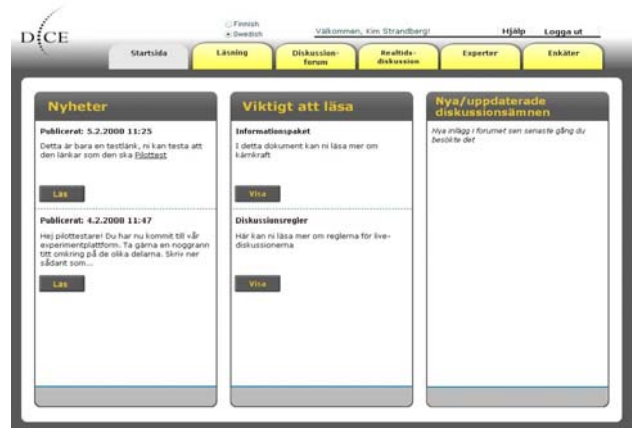 DiCE
Finnish
Swedish
Välkommen, Kim Strandberg!
Hjälp
Logga ut
Startsida
Läsning
Diskussion-
forum
Realtids-
diskussion
Experter
Enkäter
Nyheter
Publicerat: 5.2.2008 11:25
Detta är bara en testlänk, ni kan testa att
den länkar som den ska Pilottest
Läs
Publicerat: 4.2.2008 11:47
Hej pilottestare! Du har nu kommit till vår
experimentplattform. Ta gärna en noggrann
titt omkring på de olika delarna. Skriv ner
sådant som...
Läs
Viktigt att läsa
Informationspaket
I detta dokument kan ni läsa mer om
kärnkraft
Visa
Diskussionsregler
Här kan ni läsa mer om reglerna för live-
diskussionerna
Visa
Nya/uppdaterade
diskussionsämnen
Nya inlägg i forumet sen senaste gång du
besökte det